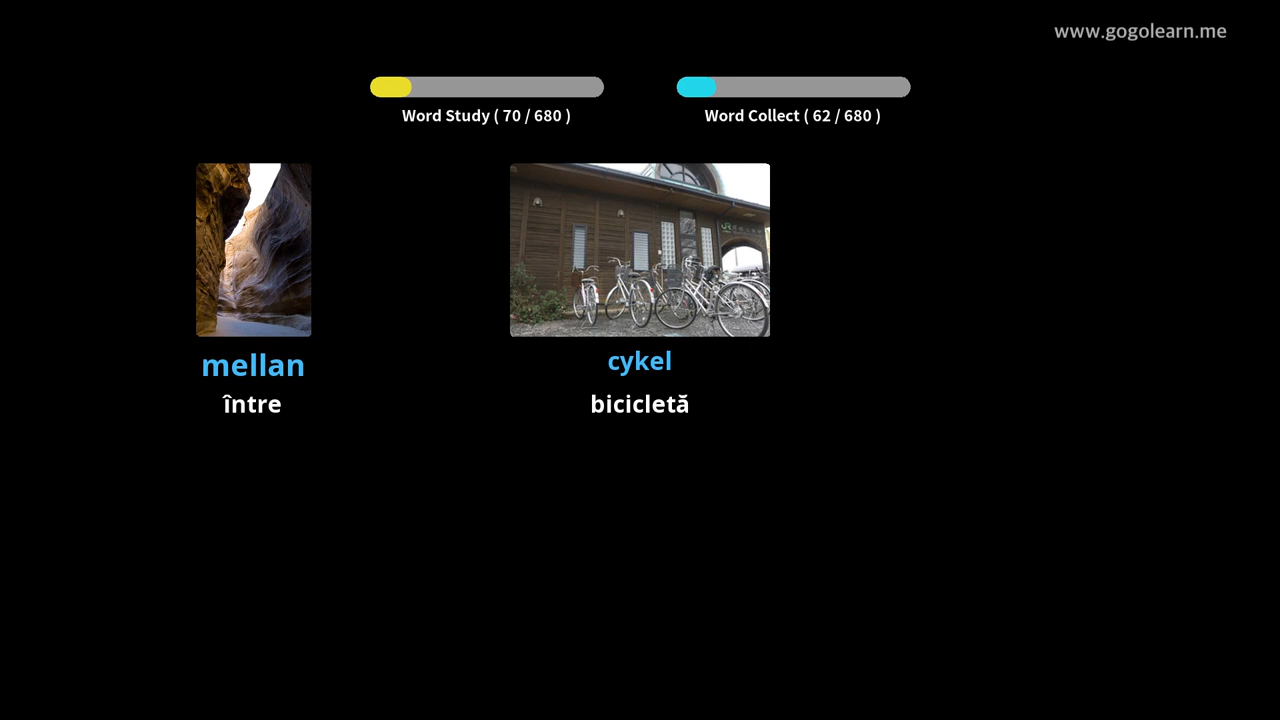 www.gogolearn.me
Word Study ( 70 / 680 )
Word Collect ( 62 / 680 )
mellan
cykel
între
bicicletă